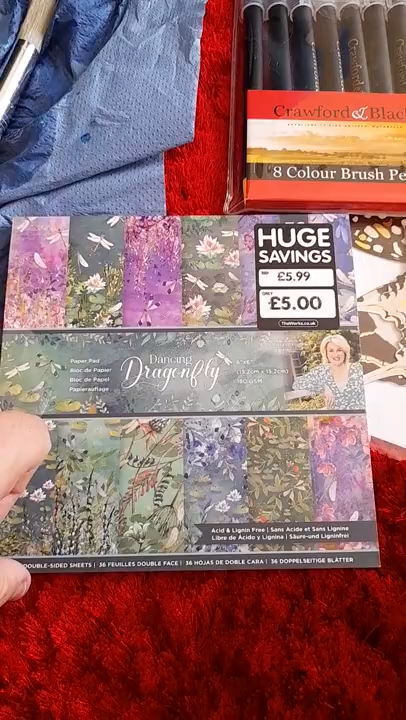 Crawford & Blac
8 Colour Brush Pe
HUGE
SAVINGS
RRP
£5.99
ONLY
£5.00
TheWorks.co.uk
Dancing
Dragonfly
Paper Pad
Bloc de Papier
Bloc de Papel
Papierauflage
(15.2cm x 15.2cm)
160 GSM
Acid & Lignin Free | Sans Acide et Sans Lignine
Libre de Ácido y Lignina | Säure-und Ligninfrei
DOUBLE-SIDED SHEETS | 36 FEUILLES DOUBLE FACE | 36 HOJAS DE DOBLE CARA | 36 DOPPELSEITIGE BLÄTTER